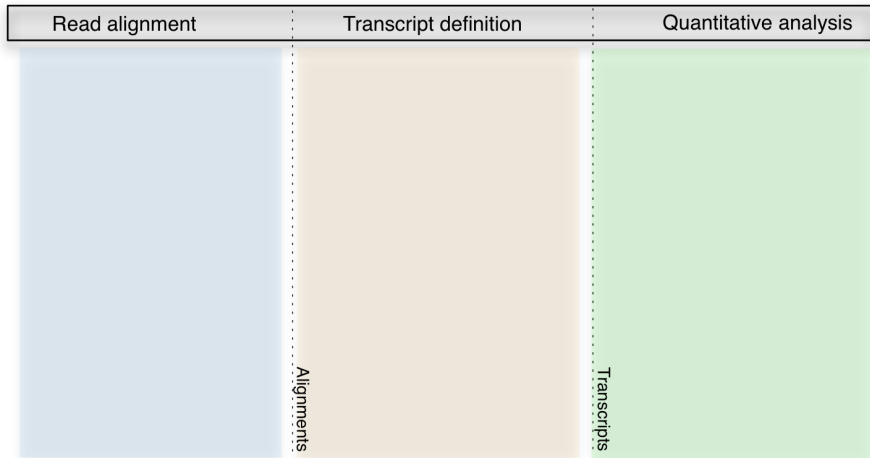 Read alignment
Transcript definition
Quantitative analysis
Alignments
Transcripts